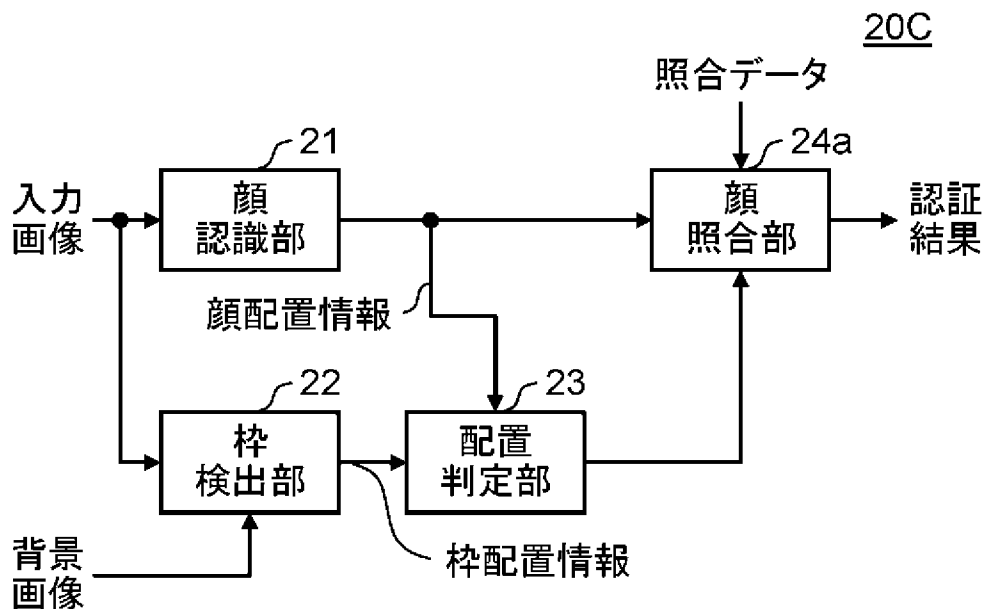 20C
照合データ
21
24a
入力
画像
顔
認識部
顔
照合部
認証
結果
顔配置情報
22
23
枠
検出部
配置
判定部
背景
画像
枠配置情報